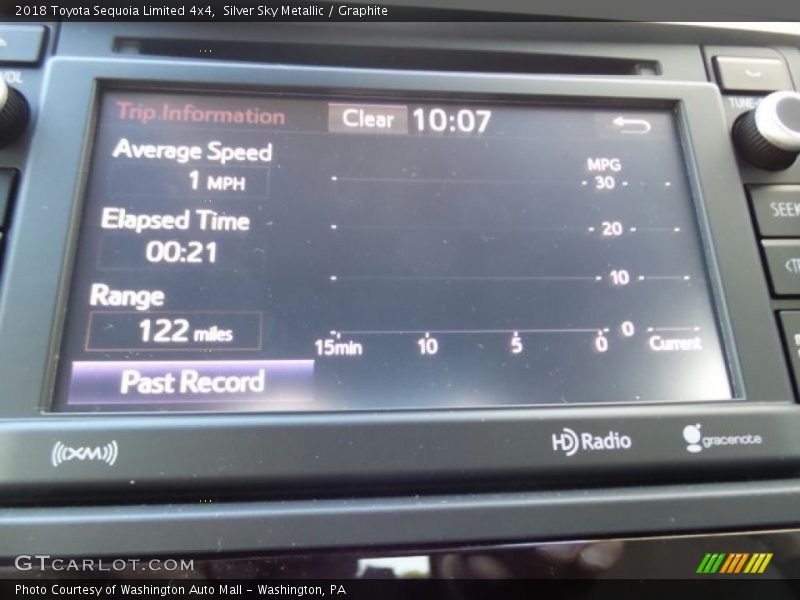 2018 Toyota Sequoia Limited 4x4, Silver Sky Metallic / Graphite
VOL
Trip Information
Clear
10:07
TUNE
Average Speed
1 MPH
MPG
30
SEEK
Elapsed Time
00:21
20
Range
122 miles
10
0
15min 10 5 0 Current
Past Record
((XM))
HD Radio
gracenote
GTCARLOT.COM
Photo Courtesy of Washington Auto Mall - Washington, PA